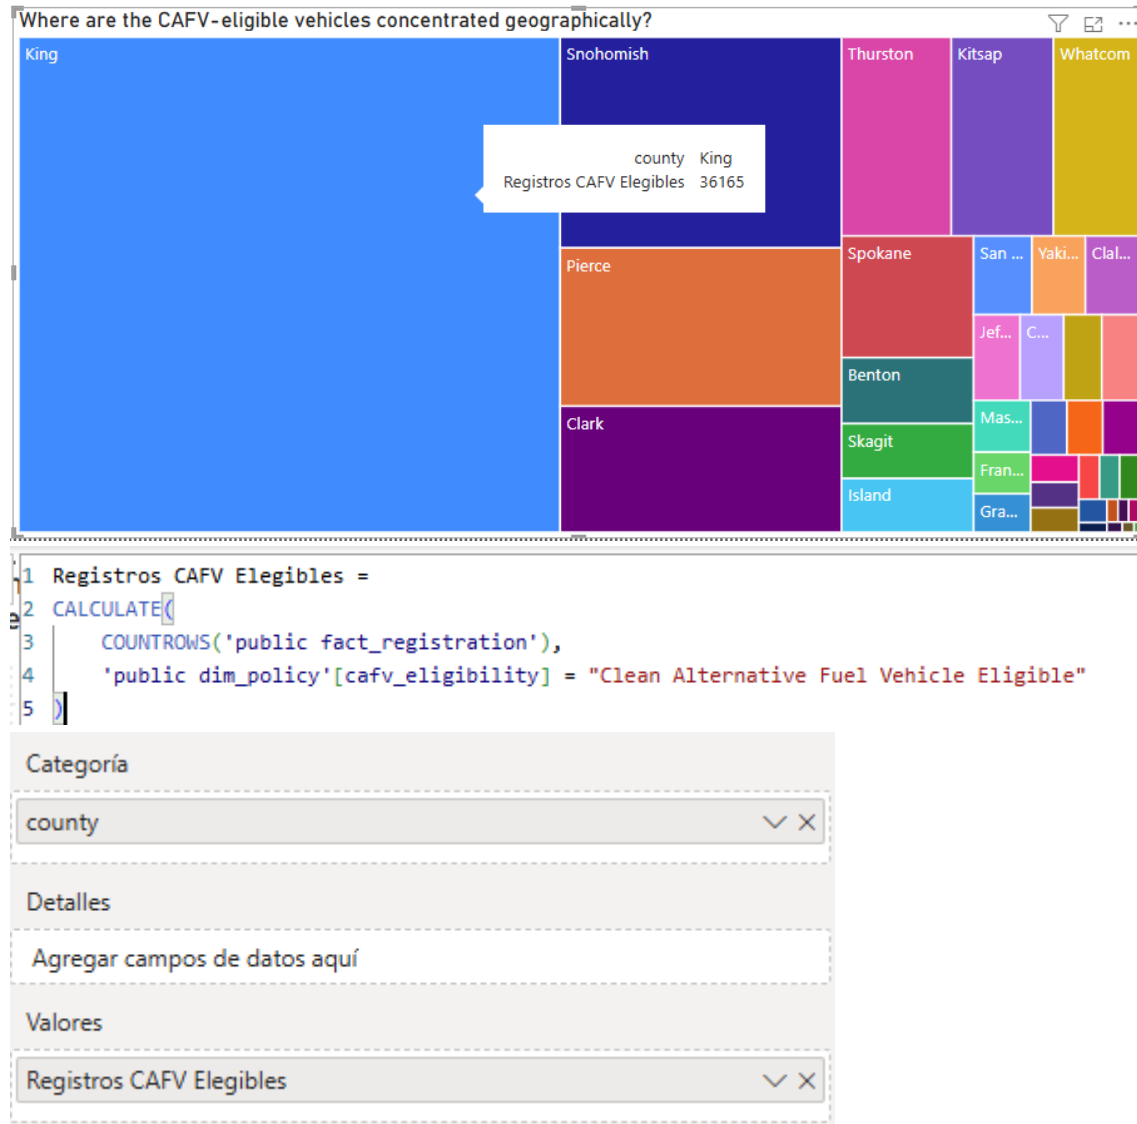 Where are the CAFV-eligible vehicles concentrated geographically?
King
Snohomish
Thurston
Kitsap
Whatcom
county King
Registros CAFV Elegibles 36165
Pierce
Spokane
San ...
Yaki...
Clal...
Jef...
C...
Benton
Clark
Mas...
Skagit
Fran...
Island
Gra...
1 Registros CAFV Elegibles =
2 CALCULATE(
3 COUNTROWS('public fact_registration'),
4 'public dim_policy'[cafv_eligibility] = "Clean Alternative Fuel Vehicle Eligible"
5 )
Categoría
county
Detalles
Agregar campos de datos aquí
Valores
Registros CAFV Elegibles